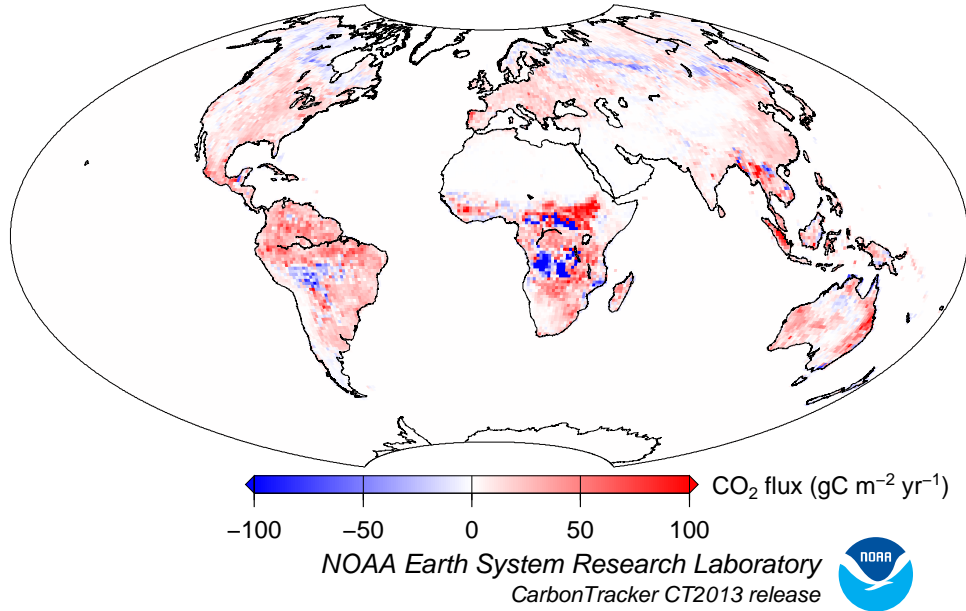 CO₂ flux (gC m⁻² yr⁻¹)
−100 −50 0 50 100
NOAA Earth System Research Laboratory
CarbonTracker CT2013 release
NOAA